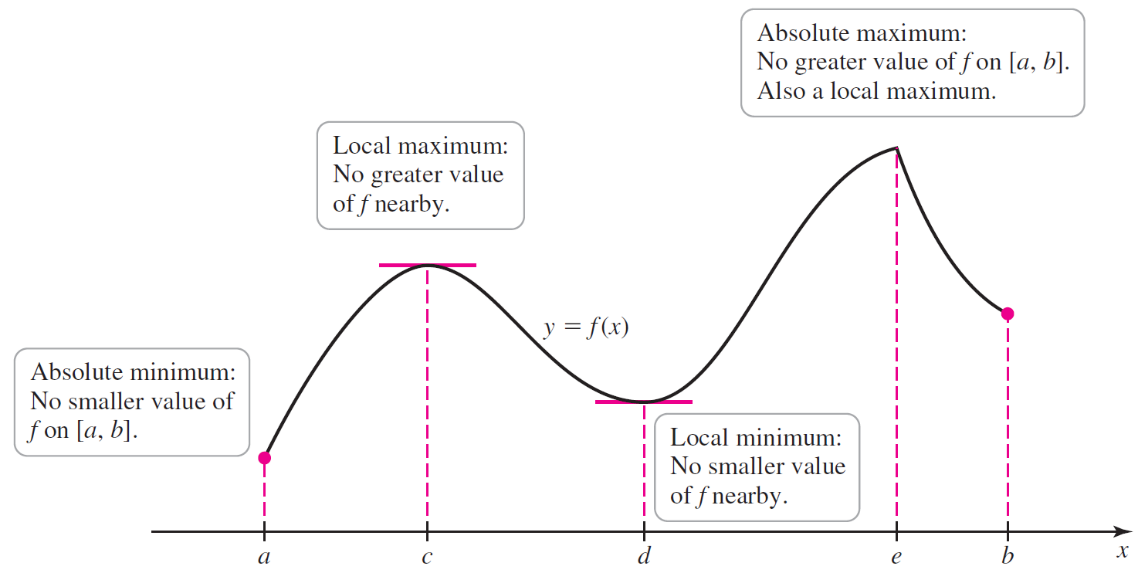 Absolute maximum:
No greater value of f on [a, b].
Also a local maximum.
Local maximum:
No greater value
of f nearby.
y = f(x)
Absolute minimum:
No smaller value of
f on [a, b].
Local minimum:
No smaller value
of f nearby.
a c d e b x